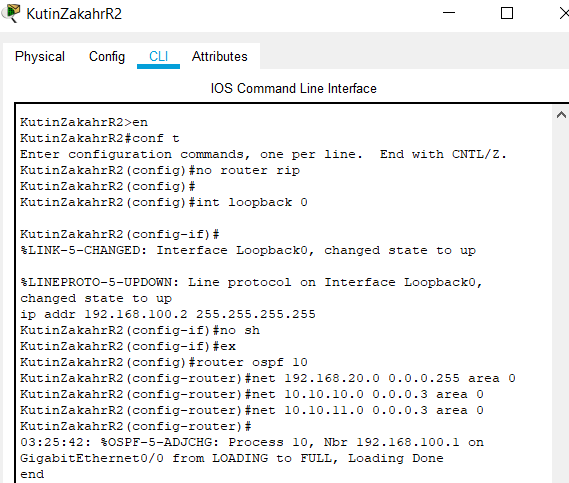 KutinZakahrR2
Physical Config CLI Attributes
IOS Command Line Interface
KutinZakahrR2>en
KutinZakahrR2#conf t
Enter configuration commands, one per line.  End with CNTL/Z.
KutinZakahrR2(config)#no router rip
KutinZakahrR2(config)#
KutinZakahrR2(config)#int loopback 0
KutinZakahrR2(config-if)#
%LINK-5-CHANGED: Interface Loopback0, changed state to up
%LINEPROTO-5-UPDOWN: Line protocol on Interface Loopback0,
changed state to up
ip addr 192.168.100.2 255.255.255.255
KutinZakahrR2(config-if)#no sh
KutinZakahrR2(config-if)#ex
KutinZakahrR2(config)#router ospf 10
KutinZakahrR2(config-router)#net 192.168.20.0 0.0.0.255 area 0
KutinZakahrR2(config-router)#net 10.10.10.0 0.0.0.3 area 0
KutinZakahrR2(config-router)#net 10.10.11.0 0.0.0.3 area 0
KutinZakahrR2(config-router)#
03:25:42: %OSPF-5-ADJCHG: Process 10, Nbr 192.168.100.1 on
GigabitEthernet0/0 from LOADING to FULL, Loading Done
end